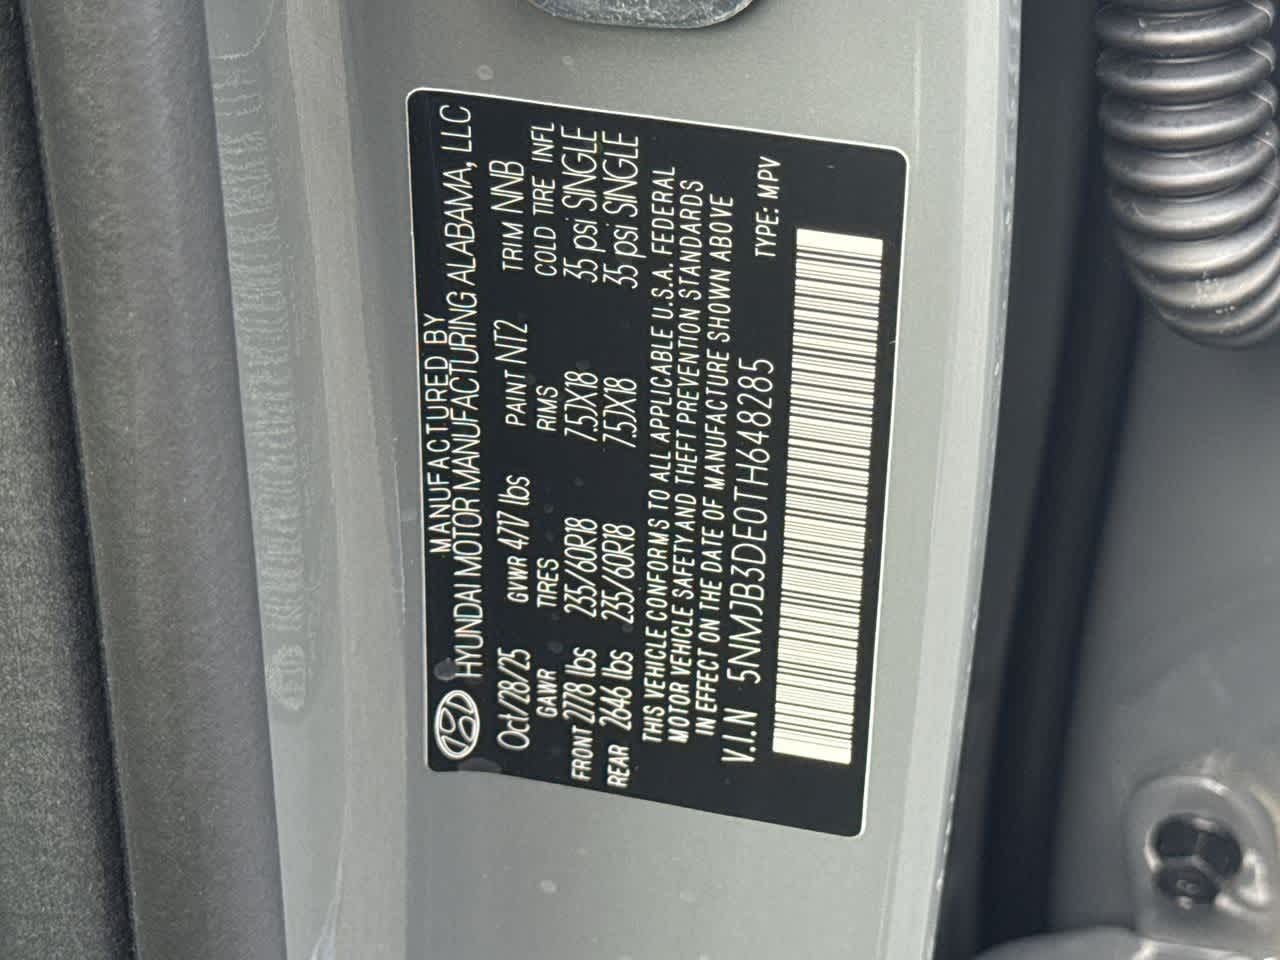 MANUFACTURED BY
HYUNDAI MOTOR MANUFACTURING ALABAMA, LLC
Oct/28/25 GVWR 4717 lbs PAINT NT2 TRIM NNB
GAWR TIRES RIMS COLD TIRE INFL
FRONT 2778 lbs 235/60R18 7.5JX18 35 psi SINGLE
REAR 2646 lbs 235/60R18 7.5JX18 35 psi SINGLE
THIS VEHICLE CONFORMS TO ALL APPLICABLE U.S.A. FEDERAL
MOTOR VEHICLE SAFETY AND THEFT PREVENTION STANDARDS
IN EFFECT ON THE DATE OF MANUFACTURE SHOWN ABOVE
V.I.N 5NMJB3DE0TH648285 TYPE: MPV